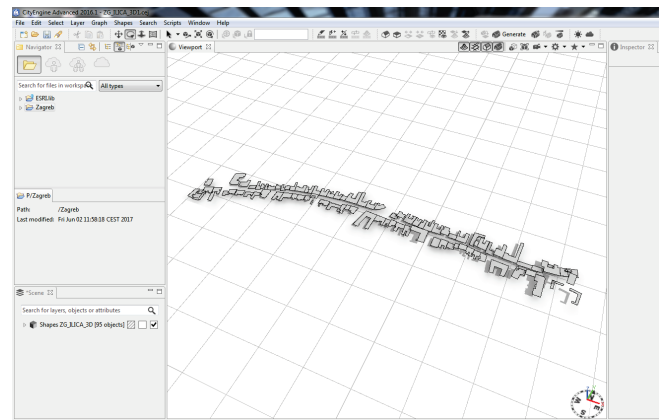 CityEngine Advanced 2016.1 - ZG_ILICA_3D1.cej
File Edit Select Layer Graph Shapes Search Scripts Window Help
Generate
Navigator
Viewport
Inspector
Search for files in workspa
All types
ESRI.lib
Zagreb
P/Zagreb
Path: /Zagreb
Last modified: Fri Jun 02 11:58:18 CEST 2017
*Scene
Search for layers, objects or attributes
Shapes ZG_ILICA_3D [95 objects]